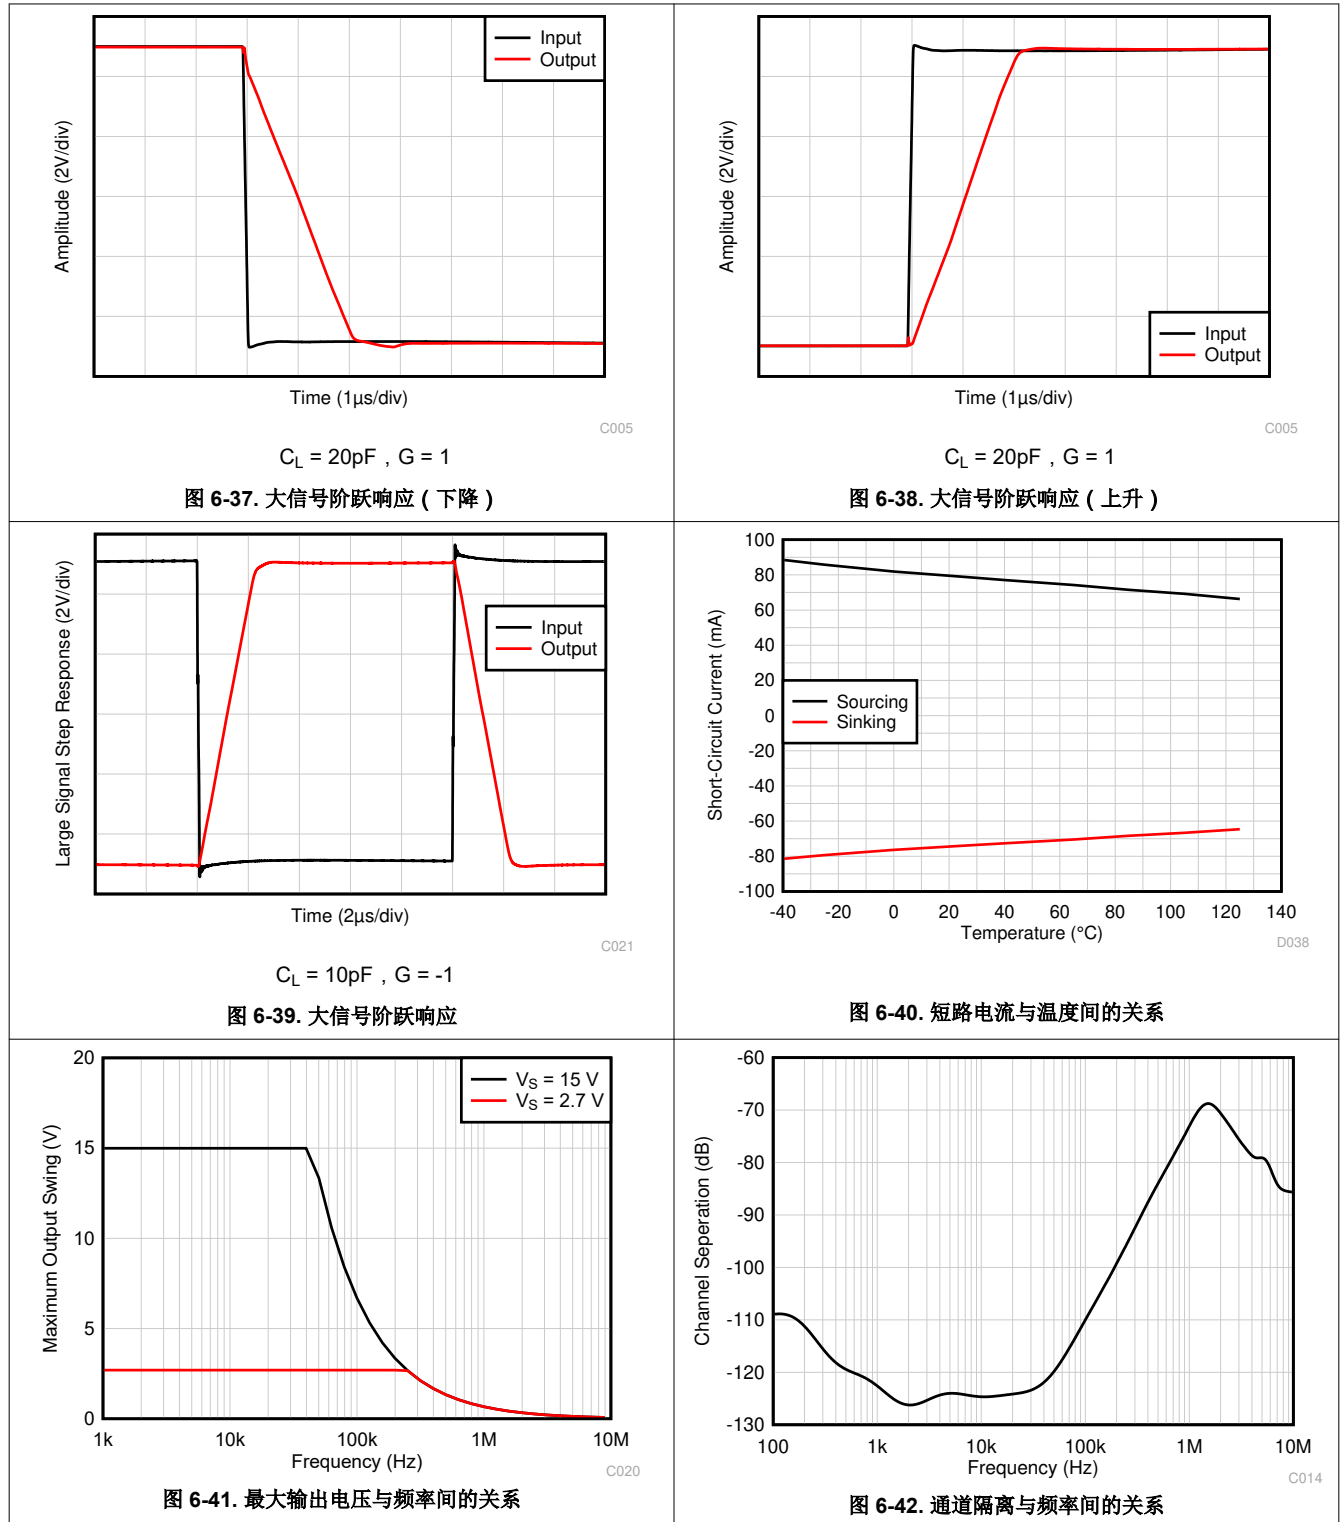 Input
Output
Amplitude (2V/div)
Time (1μs/div)
C005
CL = 20pF，G = 1
图 6-37. 大信号阶跃响应（下降）
Input
Output
Amplitude (2V/div)
Time (1μs/div)
C005
CL = 20pF，G = 1
图 6-38. 大信号阶跃响应（上升）
Input
Output
Large Signal Step Response (2V/div)
Time (2μs/div)
C021
CL = 10pF，G = -1
图 6-39. 大信号阶跃响应
100
80
60
40
20
0
-20
-40
-60
-80
-100
Short-Circuit Current (mA)
Sourcing
Sinking
-40 -20 0 20 40 60 80 100 120 140
Temperature (°C)
D038
图 6-40. 短路电流与温度间的关系
20
15
10
5
0
Maximum Output Swing (V)
VS = 15 V
VS = 2.7 V
1k 10k 100k 1M 10M
Frequency (Hz)
C020
图 6-41. 最大输出电压与频率间的关系
-60
-70
-80
-90
-100
-110
-120
-130
Channel Seperation (dB)
100 1k 10k 100k 1M 10M
Frequency (Hz)
C014
图 6-42. 通道隔离与频率间的关系